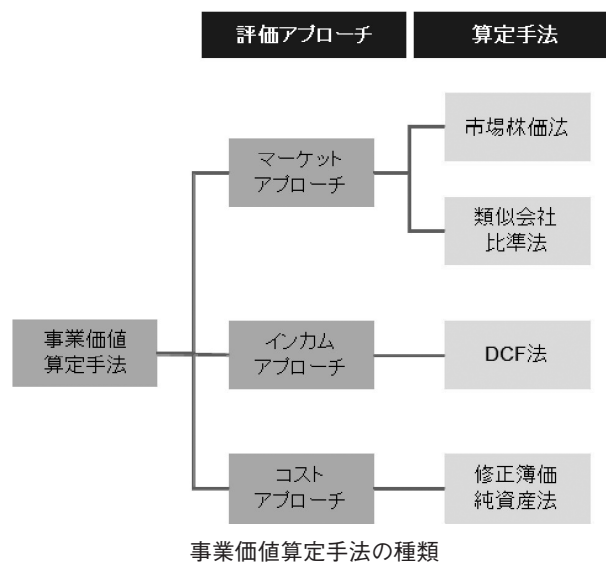 評価アプローチ
算定手法
市場株価法
マーケット
アプローチ
類似会社
比準法
事業価値
算定手法
インカム
アプローチ
DCF法
コスト
アプローチ
修正簿価
純資産法
事業価値算定手法の種類